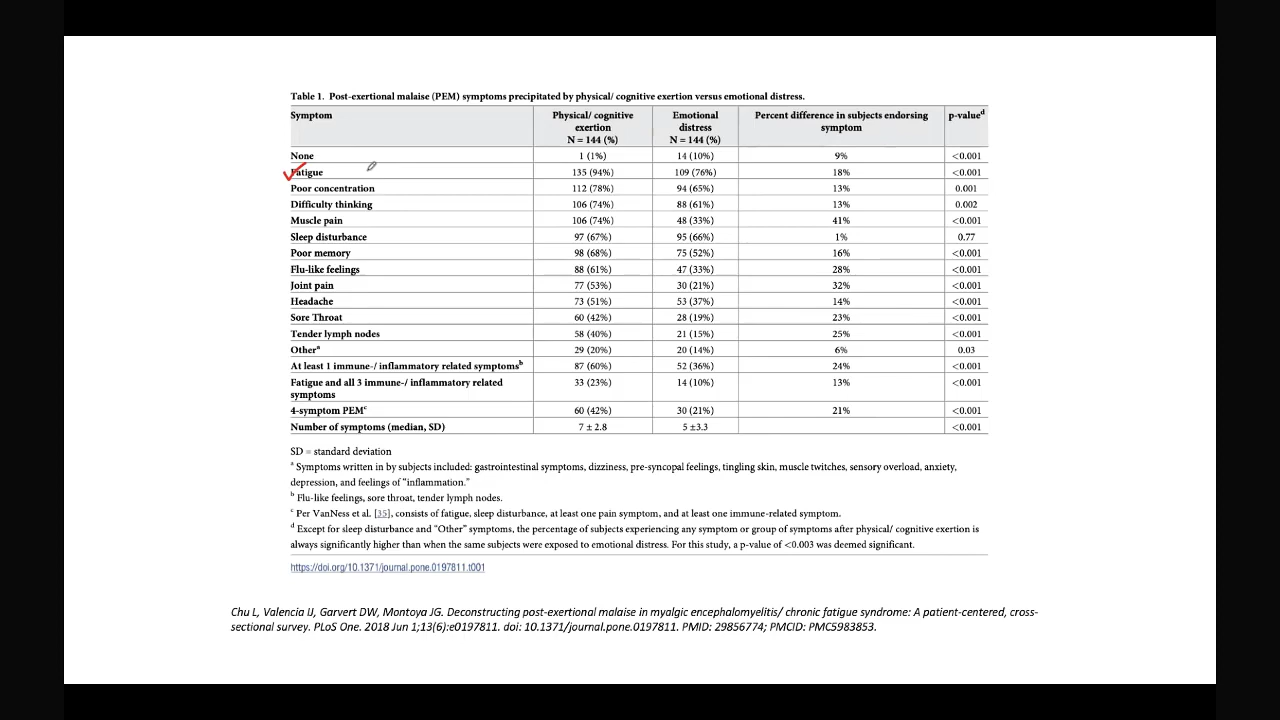 Table 1. Post-exertional malaise (PEM) symptoms precipitated by physical/ cognitive exertion versus emotional distress.
Symptom Physical/ cognitive exertion N = 144 (%) Emotional distress N = 144 (%) Percent difference in subjects endorsing symptom p-value^d
None 1 (1%) 14 (10%) 9% <0.001
Fatigue 135 (94%) 109 (76%) 18% <0.001
Poor concentration 112 (78%) 94 (65%) 13% 0.001
Difficulty thinking 106 (74%) 88 (61%) 13% 0.002
Muscle pain 106 (74%) 48 (33%) 41% <0.001
Sleep disturbance 97 (67%) 95 (66%) 1% 0.77
Poor memory 98 (68%) 75 (52%) 16% <0.001
Flu-like feelings 88 (61%) 47 (33%) 28% <0.001
Joint pain 77 (53%) 30 (21%) 32% <0.001
Headache 73 (51%) 53 (37%) 14% <0.001
Sore Throat 60 (42%) 28 (19%) 23% <0.001
Tender lymph nodes 58 (40%) 21 (15%) 25% <0.001
Other^a 29 (20%) 20 (14%) 6% 0.03
At least 1 immune-/ inflammatory related symptoms^b 87 (60%) 52 (36%) 24% <0.001
Fatigue and all 3 immune-/ inflammatory related symptoms 33 (23%) 14 (10%) 13% <0.001
4-symptom PEM^c 60 (42%) 30 (21%) 21% <0.001
Number of symptoms (median, SD) 7 ± 2.8 5 ±3.3 <0.001
SD = standard deviation
^a Symptoms written in by subjects included: gastrointestinal symptoms, dizziness, pre-syncopal feelings, tingling skin, muscle twitches, sensory overload, anxiety,
depression, and feelings of "inflammation."
^b Flu-like feelings, sore throat, tender lymph nodes.
^c Per VanNess et al. [35], consists of fatigue, sleep disturbance, at least one pain symptom, and at least one immune-related symptom.
^d Except for sleep disturbance and "Other" symptoms, the percentage of subjects experiencing any symptom or group of symptoms after physical/ cognitive exertion is
always significantly higher than when the same subjects were exposed to emotional distress. For this study, a p-value of <0.003 was deemed significant.
https://doi.org/10.1371/journal.pone.0197811.t001
Chu L, Valencia IJ, Garvert DW, Montoya JG. Deconstructing post-exertional malaise in myalgic encephalomyelitis/ chronic fatigue syndrome: A patient-centered, cross-
sectional survey. PLoS One. 2018 Jun 1;13(6):e0197811. doi: 10.1371/journal.pone.0197811. PMID: 29856774; PMCID: PMC5983853.